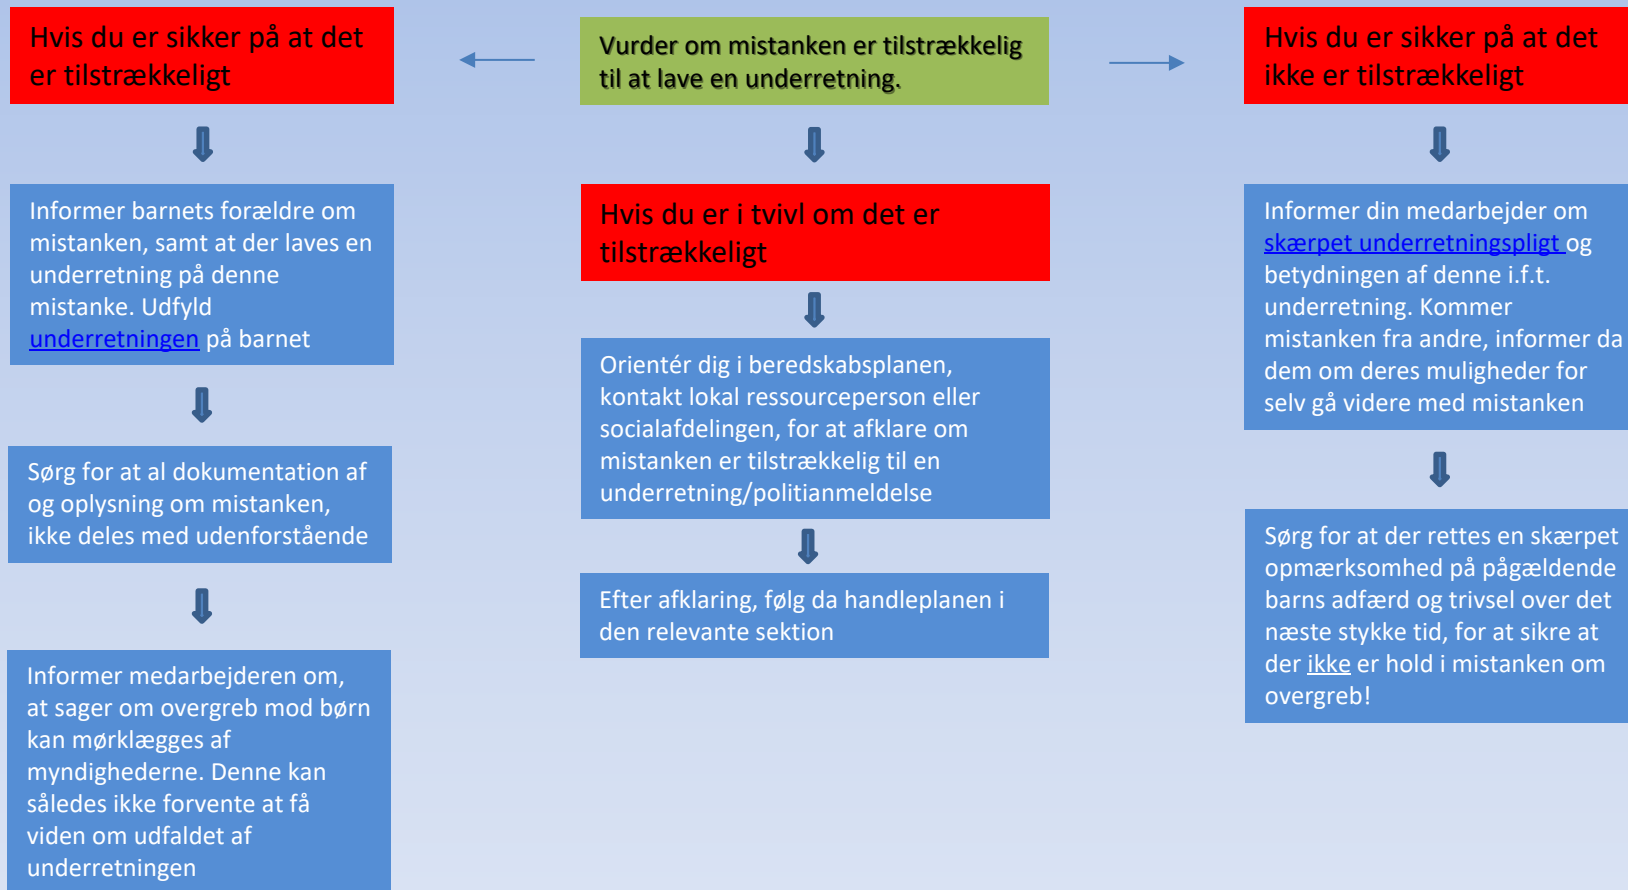 Hvis du er sikker på at det
er tilstrækkeligt
Informer barnets forældre om
mistanken, samt at der laves en
underretning på denne
mistanke. Udfyld
underretningen på barnet
Sørg for at al dokumentation af
og oplysning om mistanken,
ikke deles med udenforstående
Informer medarbejderen om,
at sager om overgreb mod børn
kan mørklægges af
myndighederne. Denne kan
således ikke forvente at få
viden om udfaldet af
underretningen
Vurder om mistanken er tilstrækkelig
til at lave en underretning.
Hvis du er i tvivl om det er
tilstrækkeligt
Orientér dig i beredskabsplanen,
kontakt lokal ressourceperson eller
socialafdelingen, for at afklare om
mistanken er tilstrækkelig til en
underretning/politianmeldelse
Efter afklaring, følg da handleplanen i
den relevante sektion
Hvis du er sikker på at det
ikke er tilstrækkeligt
Informer din medarbejder om
skærpet underretningspligt og
betydningen af denne i.f.t.
underretning. Kommer
mistanken fra andre, informer da
dem om deres muligheder for
selv gå videre med mistanken
Sørg for at der rettes en skærpet
opmærksomhed på pågældende
barns adfærd og trivsel over det
næste stykke tid, for at sikre at
der ikke er hold i mistanken om
overgreb!